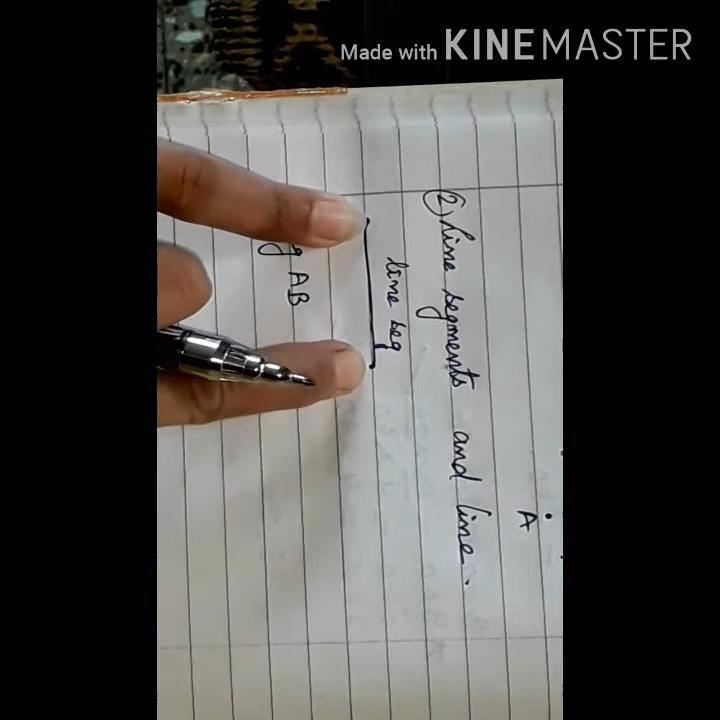 Made with KINEMASTER
A
② Line segments and line.
line seg
g AB